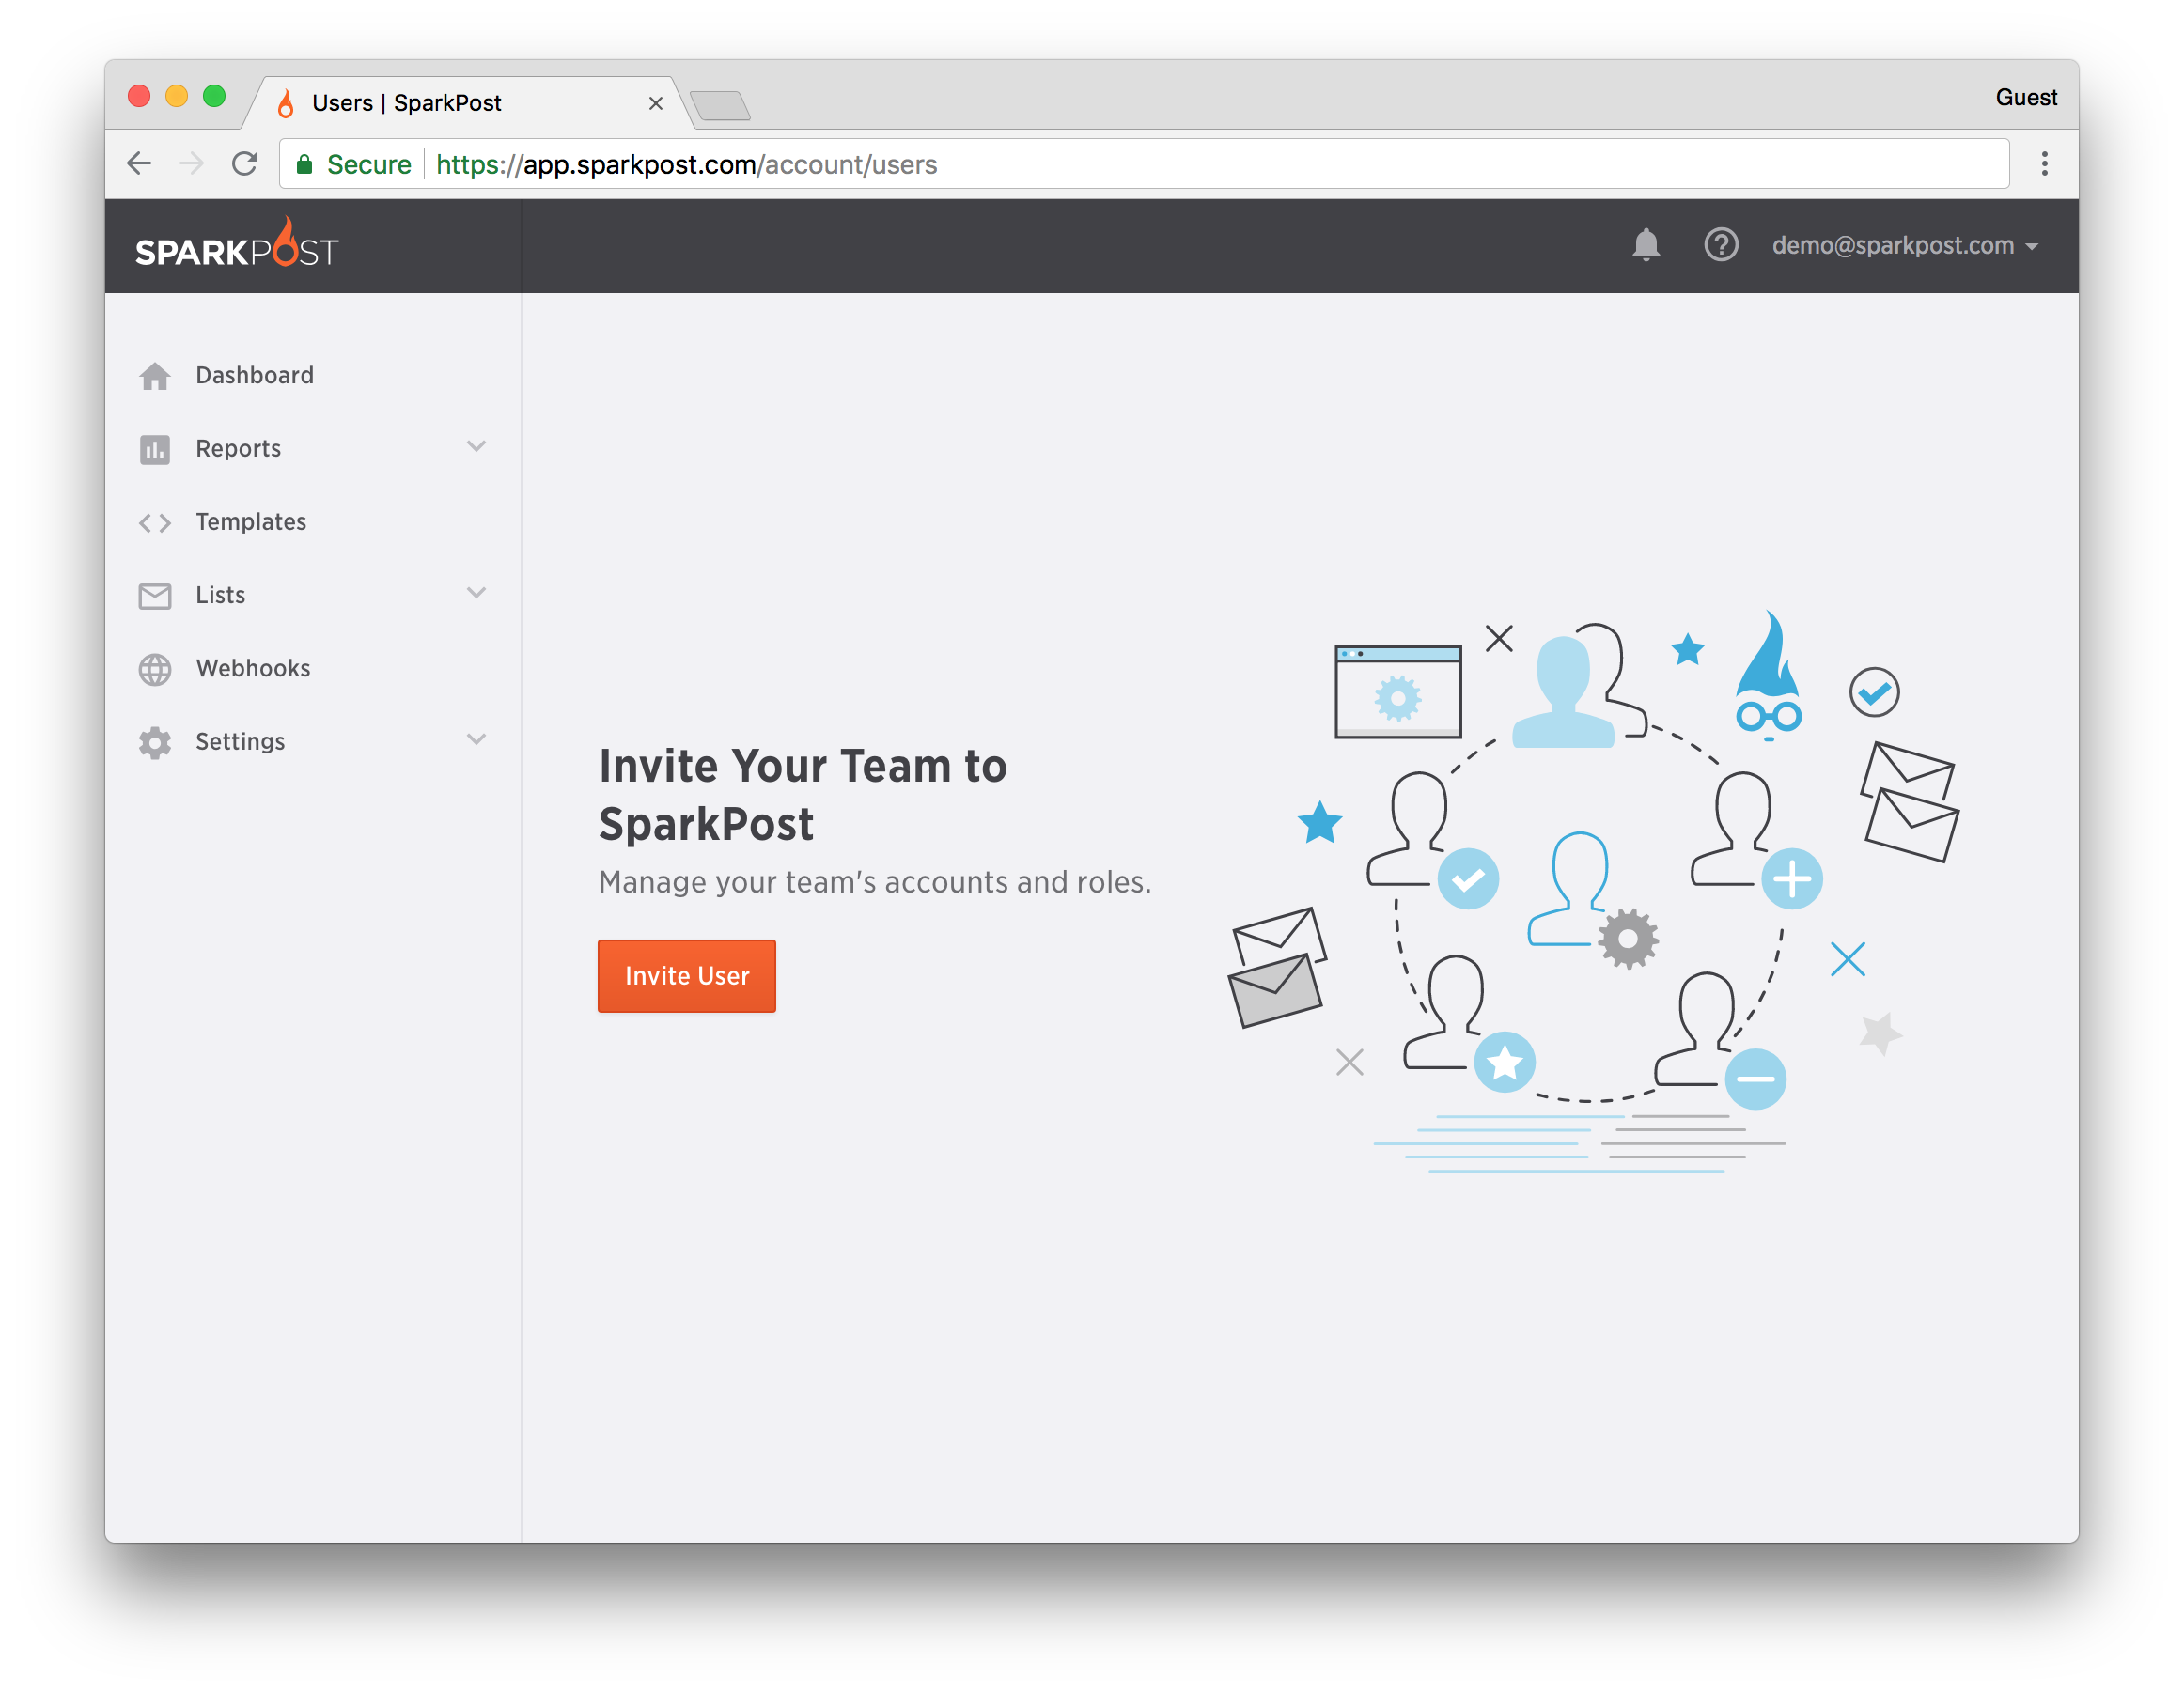 Users | SparkPost
Guest
Secure https://app.sparkpost.com/account/users
SPARKPOST
demo@sparkpost.com
Dashboard
Reports
Templates
Lists
Webhooks
Settings
Invite Your Team to
SparkPost
Manage your team's accounts and roles.
Invite User